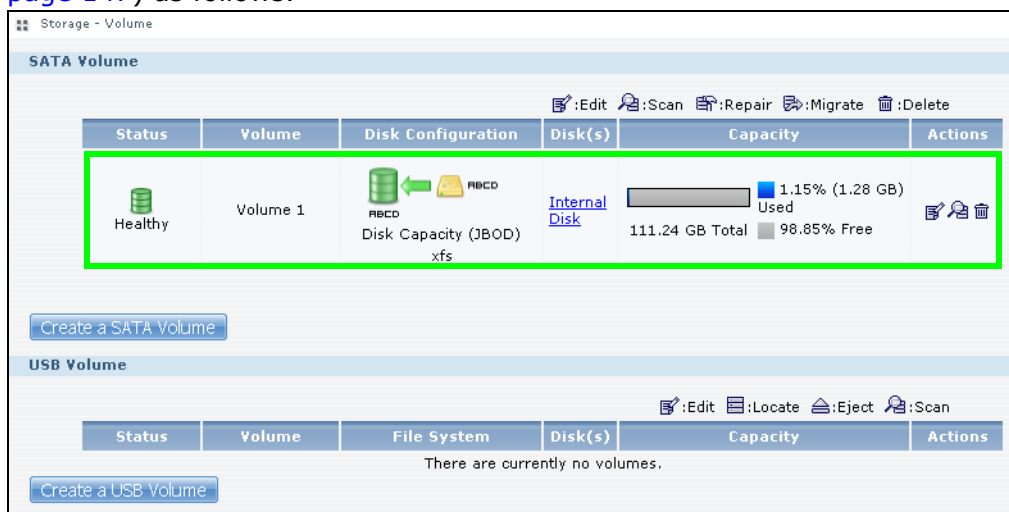 page 147) as follows.
Storage - Volume
SATA Volume
:Edit :Scan :Repair :Migrate :Delete
Status Volume Disk Configuration Disk(s) Capacity Actions
Healthy
Volume 1
ABCD
ABCD
Disk Capacity (JBOD)
xfs
Internal
Disk
1.15% (1.28 GB)
Used
111.24 GB Total 98.85% Free
Create a SATA Volume
USB Volume
:Edit :Locate :Eject :Scan
Status Volume File System Disk(s) Capacity Actions
There are currently no volumes.
Create a USB Volume